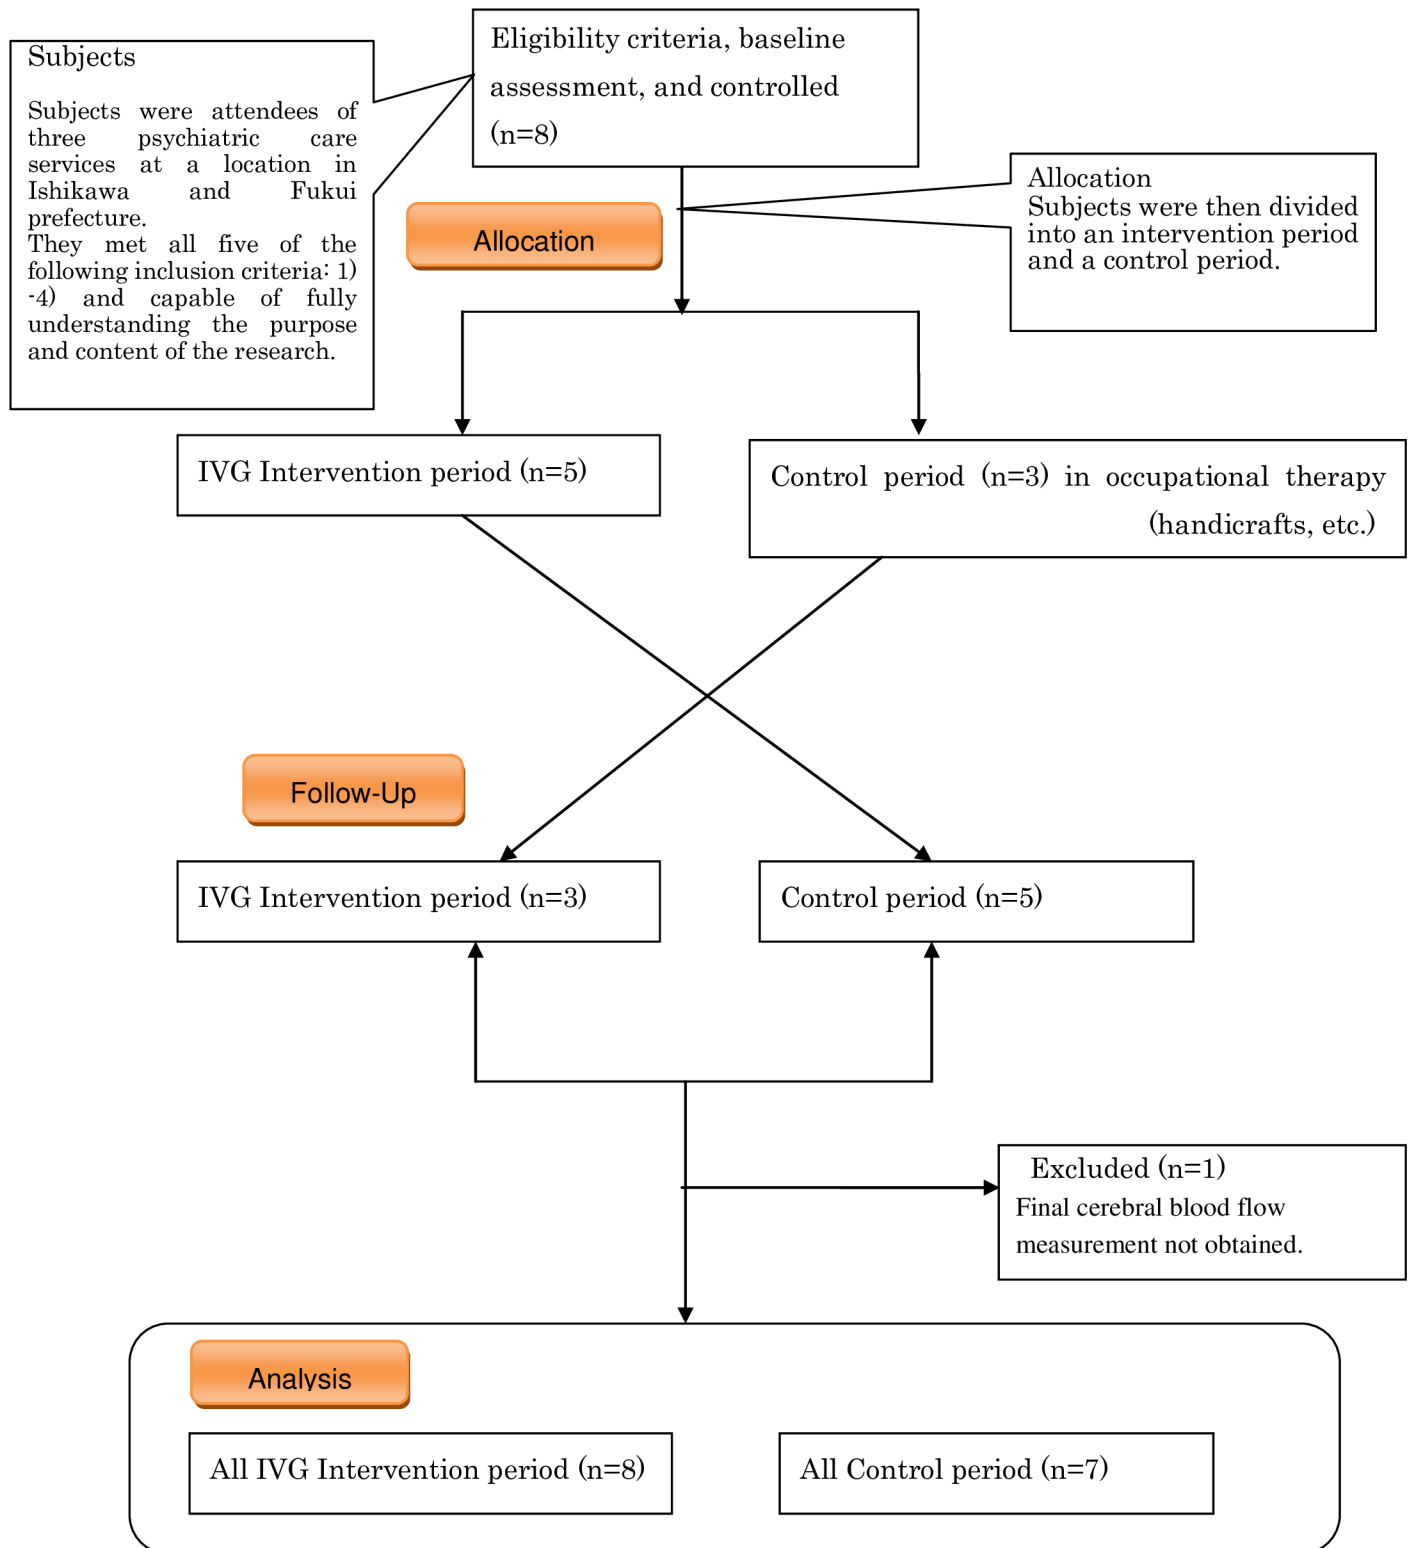 Eligibility criteria, baseline
assessment, and controlled
(n=8)
Subjects
Subjects were attendees of
three psychiatric care
services at a location in
Ishikawa and Fukui
prefecture.
They met all five of the
following inclusion criteria: 1)
-4) and capable of fully
understanding the purpose
and content of the research.
Allocation
Subjects were then divided
into an intervention period
and a control period.
Allocation
IVG Intervention period (n=5)
Control period (n=3) in occupational therapy
(handicrafts, etc.)
Follow-Up
IVG Intervention period (n=3)
Control period (n=5)
Excluded (n=1)
Final cerebral blood flow
measurement not obtained.
Analysis
All IVG Intervention period (n=8)
All Control period (n=7)